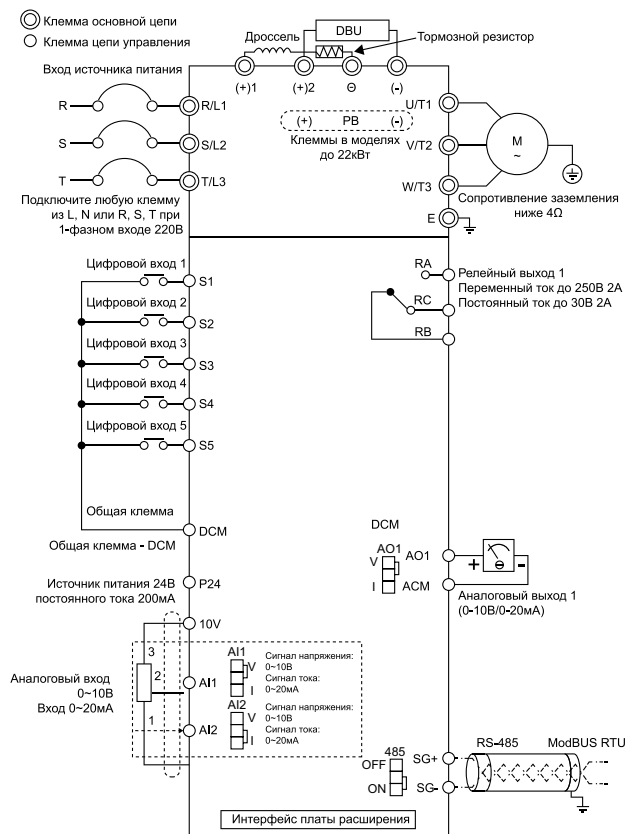 Клемма основной цепи
Клемма цепи управления
Дроссель
DBU
Тормозной резистор
Вход источника питания
(+)1
(+)2
Θ
(-)
R
R/L1
S
S/L2
T
T/L3
(+) PB (-)
Клеммы в моделях
до 22кВт
U/T1
V/T2
W/T3
M
~
E
Подключите любую клемму
из L, N или R, S, T при
1-фазном входе 220В
Сопротивление заземления
ниже 4Ω
Цифровой вход 1
S1
Цифровой вход 2
S2
Цифровой вход 3
S3
Цифровой вход 4
S4
Цифровой вход 5
S5
RA
RC
RB
Релейный выход 1
Переменный ток до 250В 2А
Постоянный ток до 30В 2А
Общая клемма
DCM
Общая клемма - DCM
DCM
AO1
V
I
AO1
ACM
+
Θ
-
Аналоговый выход 1
(0-10В/0-20мА)
Источник питания 24В
постоянного тока 200мА
P24
10V
3
2
1
Аналоговый вход
0~10В
Вход 0~20мА
AI1
AI2
AI1
V
I
Сигнал напряжения:
0~10В
Сигнал тока:
0~20мА
AI2
V
I
Сигнал напряжения:
0~10В
Сигнал тока:
0~20мА
485
OFF
ON
SG+
SG-
RS-485
ModBUS RTU
Интерфейс платы расширения